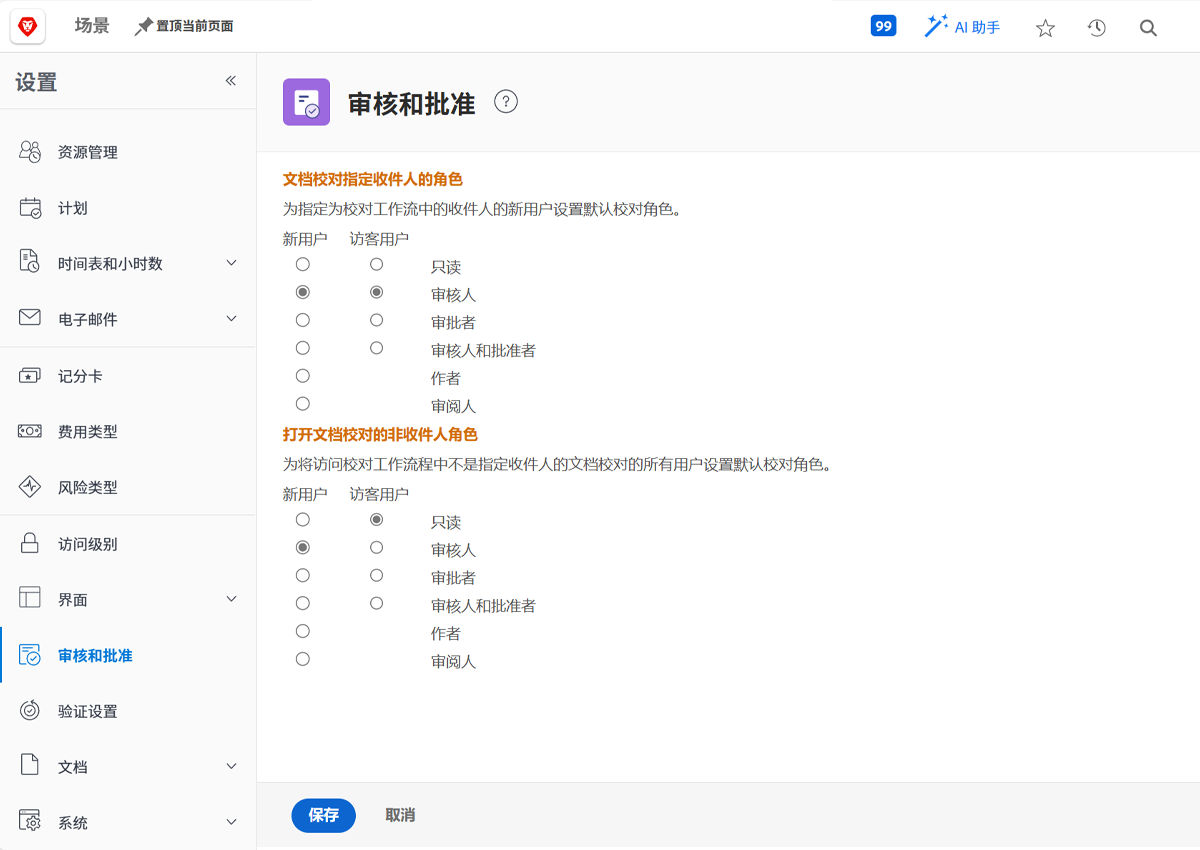 场景
置顶当前页面
99
AI 助手
设置
资源管理
计划
时间表和小时数
电子邮件
记分卡
费用类型
风险类型
访问级别
界面
审核和批准
验证设置
文档
系统
审核和批准
?
文档校对指定收件人的角色
为指定为校对工作流中的收件人的新用户设置默认校对角色。
新用户 访客用户
只读
审核人
审批者
审核人和批准者
作者
审阅人
打开文档校对的非收件人角色
为将访问校对工作流程中不是指定收件人的文档校对的所有用户设置默认校对角色。
新用户 访客用户
只读
审核人
审批者
审核人和批准者
作者
审阅人
保存 取消